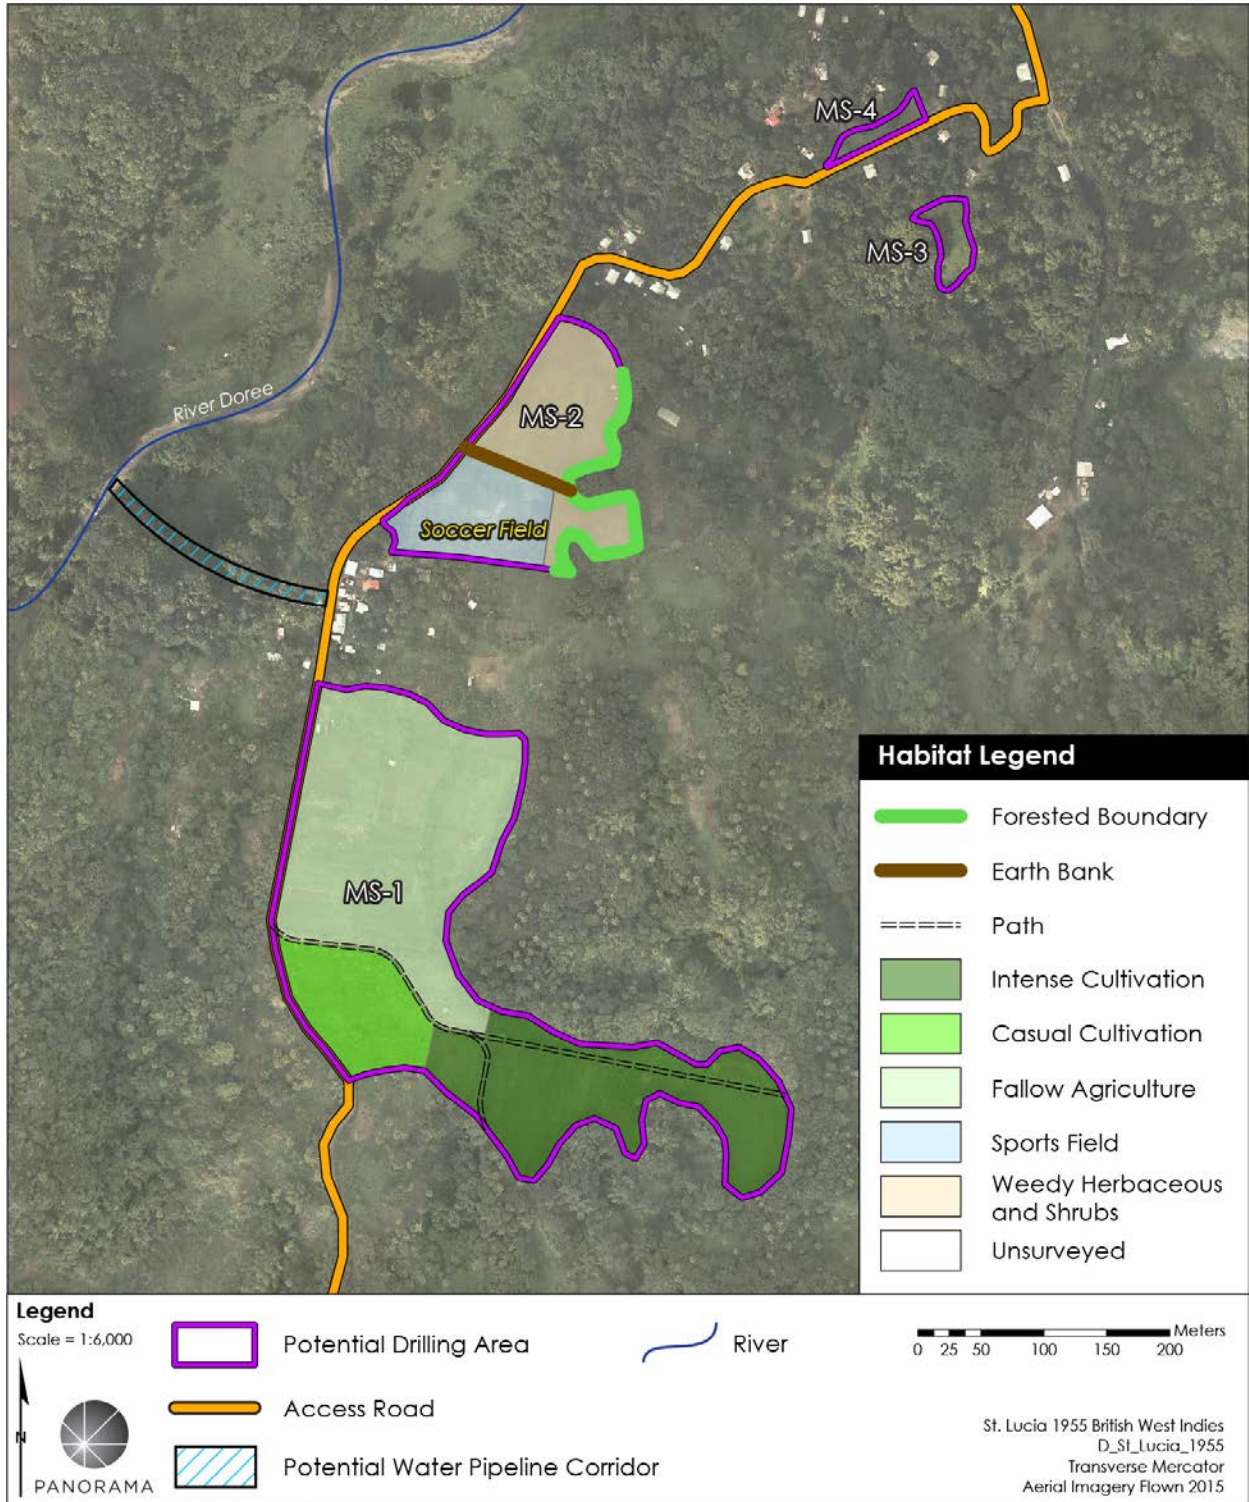 MS-4
MS-3
River Doree
MS-2
Soccer Field
MS-1
Habitat Legend
Forested Boundary
Earth Bank
Path
Intense Cultivation
Casual Cultivation
Fallow Agriculture
Sports Field
Weedy Herbaceous
and Shrubs
Unsurveyed
Legend
Scale = 1:6,000
Potential Drilling Area
River
Meters
0 25 50 100 150 200
Access Road
N
PANORAMA
Potential Water Pipeline Corridor
St. Lucia 1955 British West Indies
D_St_Lucia_1955
Transverse Mercator
Aerial Imagery Flown 2015